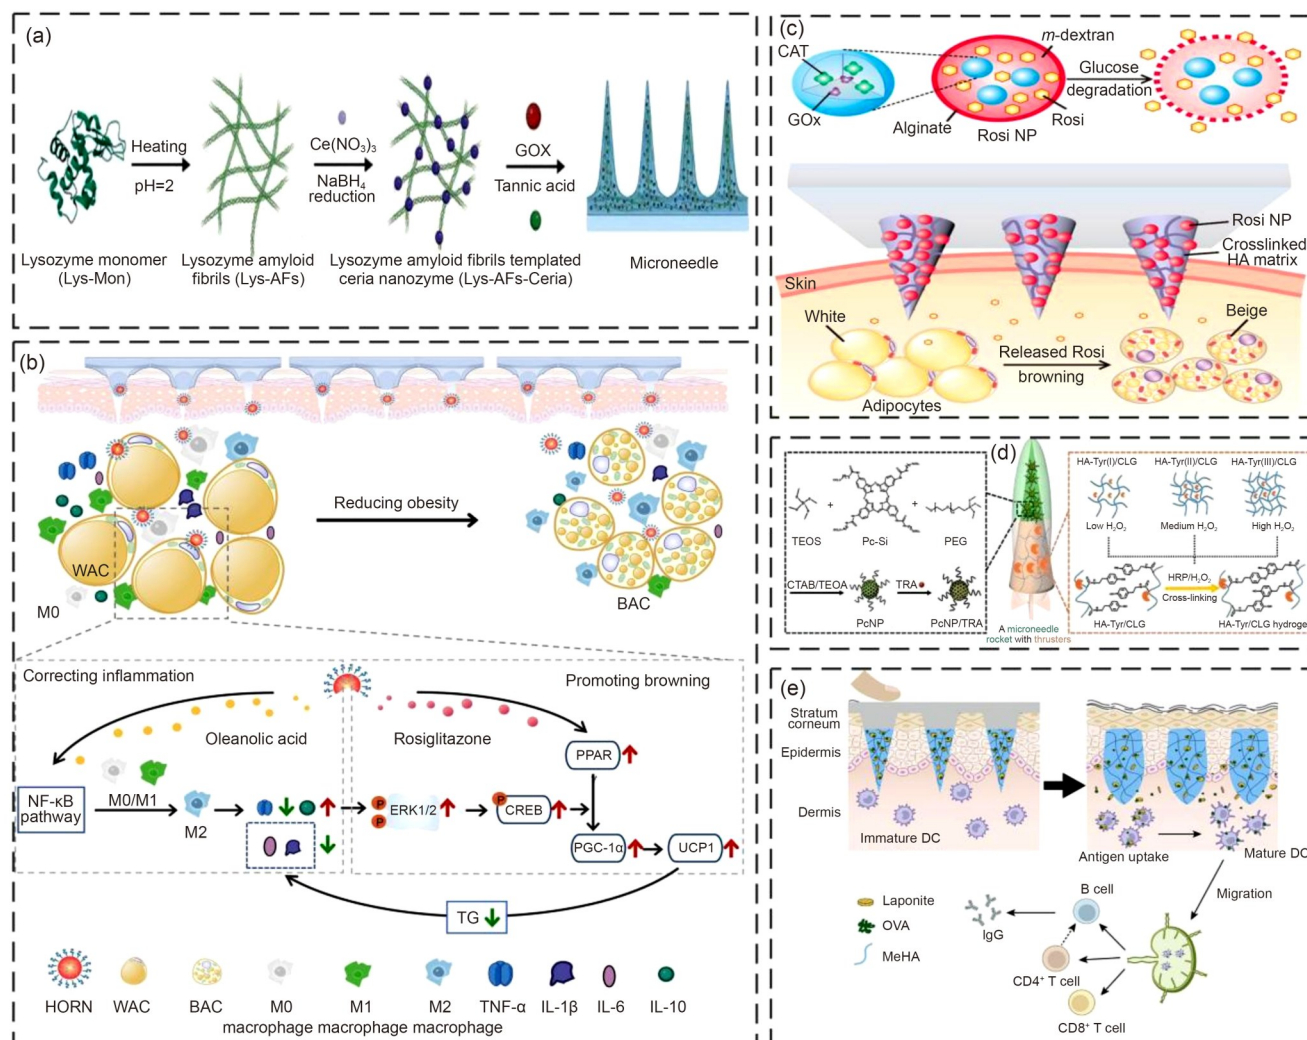 (a)
Heating
pH=2
Ce(NO₃)₃
NaBH₄
reduction
GOX
Tannic acid
Lysozyme monomer
(Lys-Mon)
Lysozyme amyloid
fibrils (Lys-AFs)
Lysozyme amyloid fibrils templated
ceria nanozyme (Lys-AFs-Ceria)
Microneedle
(b)
Reducing obesity
WAC
M0
BAC
Correcting inflammation
Promoting browning
Oleanolic acid
Rosiglitazone
NF-κB
pathway
M0/M1
M2
P
P
ERK1/2
P
CREB
PPAR
PGC-1α
UCP1
TG
HORN
WAC
BAC
M0
M1
M2
TNF-α
IL-1β
IL-6
IL-10
macrophage macrophage macrophage
(c)
CAT
GOx
Alginate
m-dextran
Rosi
Rosi NP
Glucose
degradation
Rosi NP
Crosslinked
HA matrix
Skin
White
Adipocytes
Released Rosi
browning
Beige
(d)
TEOS
+
Pc-Si
+
PEG
CTAB/TEOA
PcNP
TRA
PcNP/TRA
A microneedle
rocket with thrusters
HA-Tyr(I)/CLG
HA-Tyr(II)/CLG
HA-Tyr(III)/CLG
Low H₂O₂
Medium H₂O₂
High H₂O₂
HRP/H₂O₂
Cross-linking
HA-Tyr/CLG
HA-Tyr/CLG hydrogel
(e)
Stratum
corneum
Epidermis
Dermis
Immature DC
Antigen uptake
Mature DC
Migration
Laponite
OVA
MeHA
IgG
B cell
CD4⁺ T cell
CD8⁺ T cell